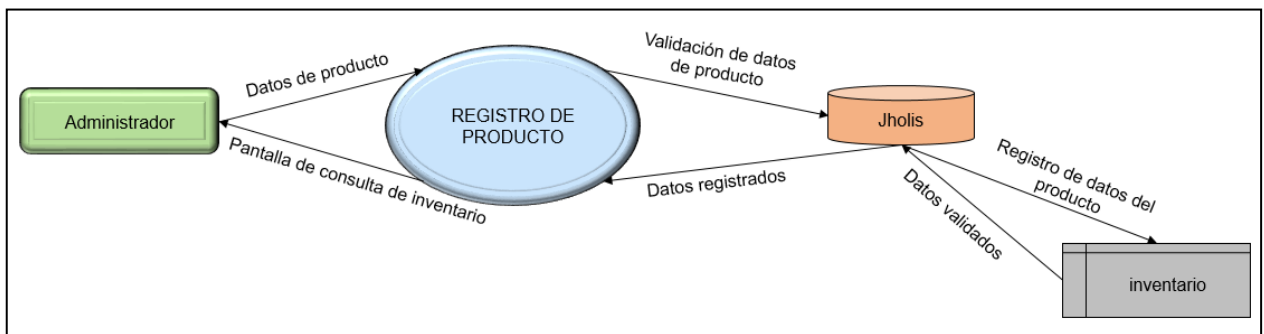 Administrador
Datos de producto
Pantalla de consulta de inventario
REGISTRO DE
PRODUCTO
Validación de datos
de producto
Datos registrados
Jholis
Registro de datos del
producto
Datos validados
inventario